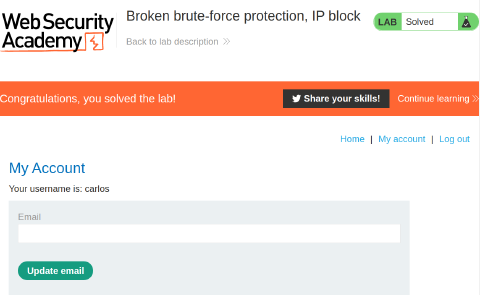 Web Security
Academy
Broken brute-force protection, IP block
LAB Solved
Back to lab description
Congratulations, you solved the lab!
Share your skills!
Continue learning
Home | My account | Log out
My Account
Your username is: carlos
Email
Update email